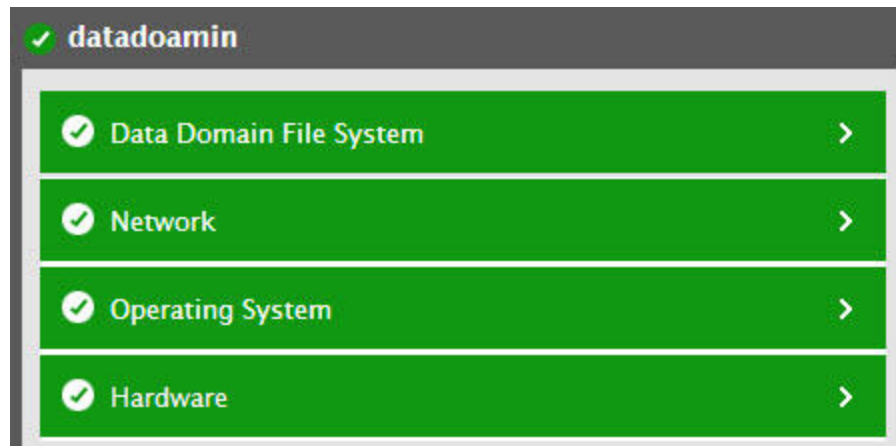 datadoamin
Data Domain File System
Network
Operating System
Hardware